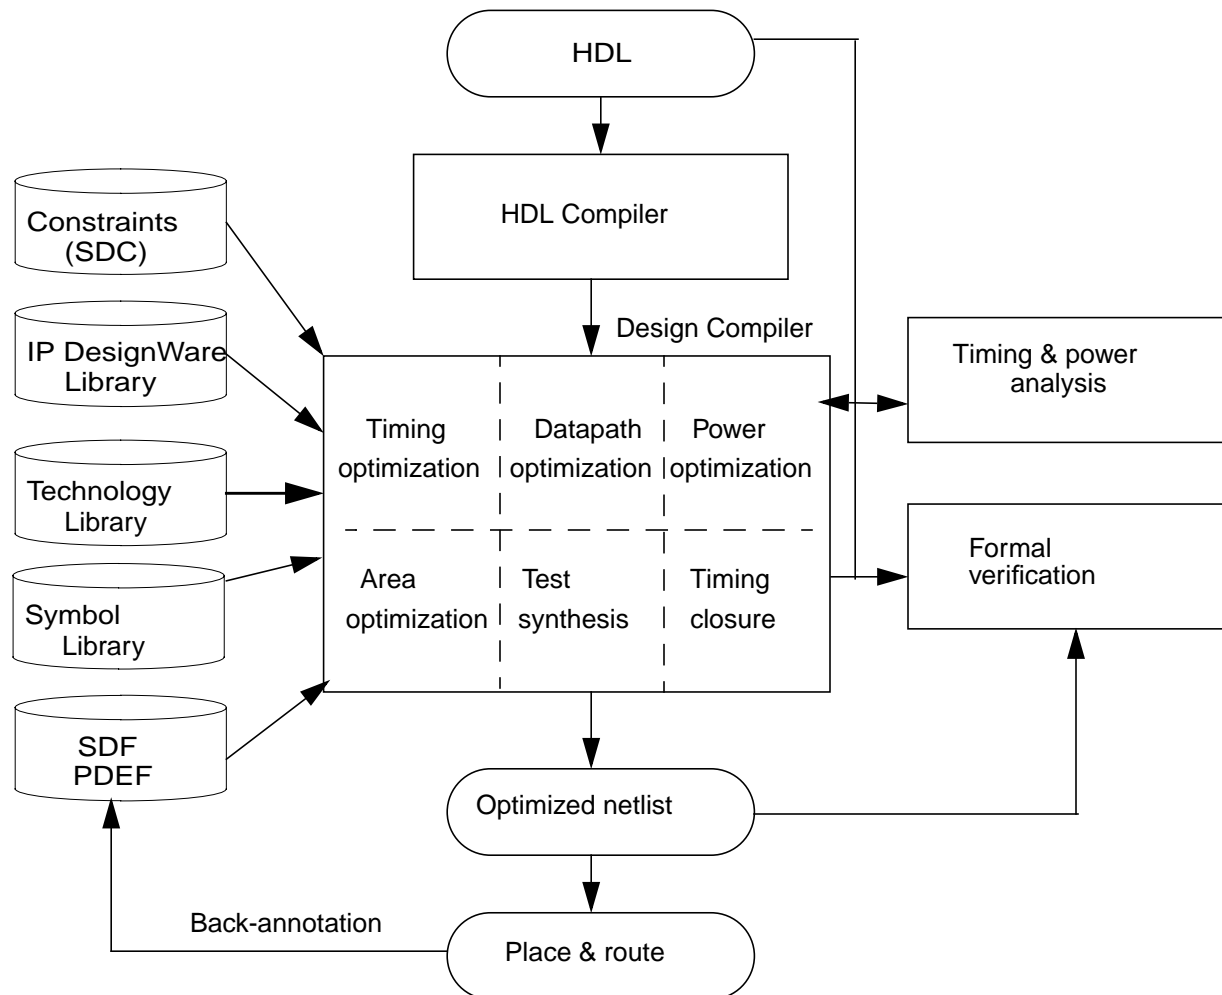 HDL
HDL Compiler
Constraints
(SDC)
IP DesignWare
Library
Technology
Library
Symbol
Library
SDF
PDEF
Design Compiler
Timing
optimization
Datapath
optimization
Power
optimization
Area
optimization
Test
synthesis
Timing
closure
Timing & power
analysis
Formal
verification
Optimized netlist
Back-annotation
Place & route